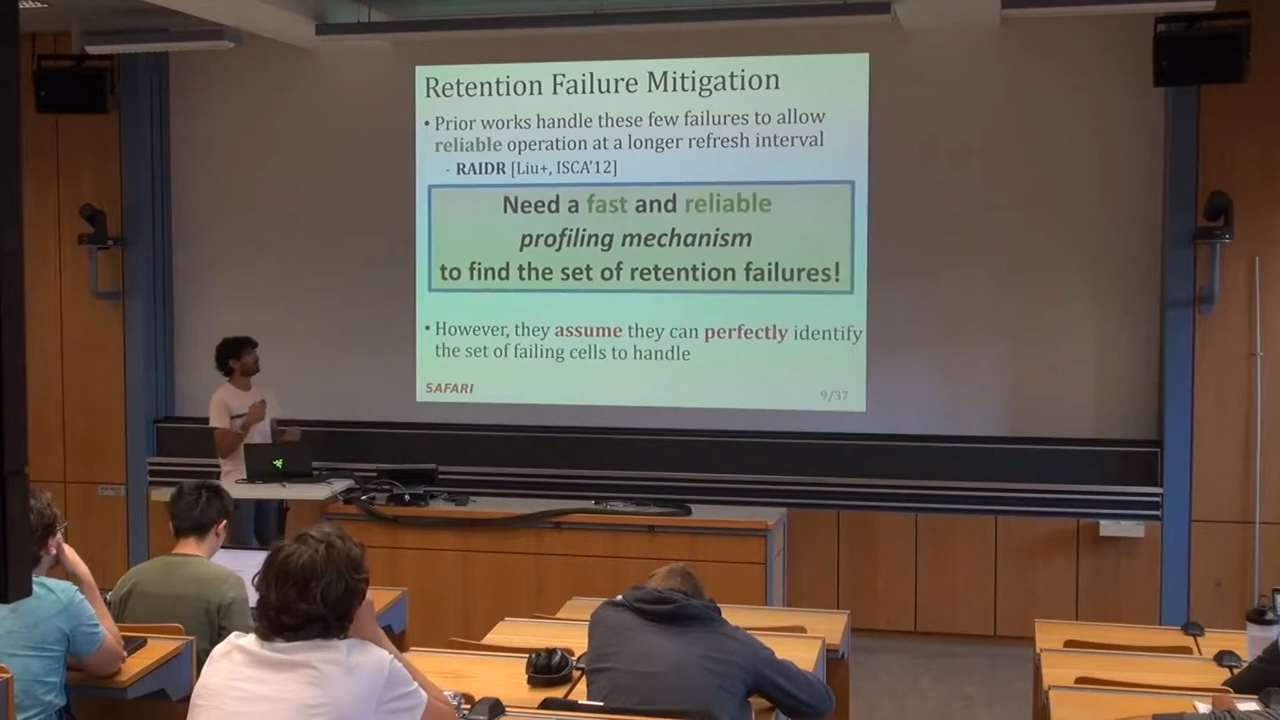 Retention Failure Mitigation
• Prior works handle these few failures to allow
reliable operation at a longer refresh interval
- RAIDR [Liu+, ISCA'12]
Need a fast and reliable
profiling mechanism
to find the set of retention failures!
• However, they assume they can perfectly identify
the set of failing cells to handle
SAFARI
9/37